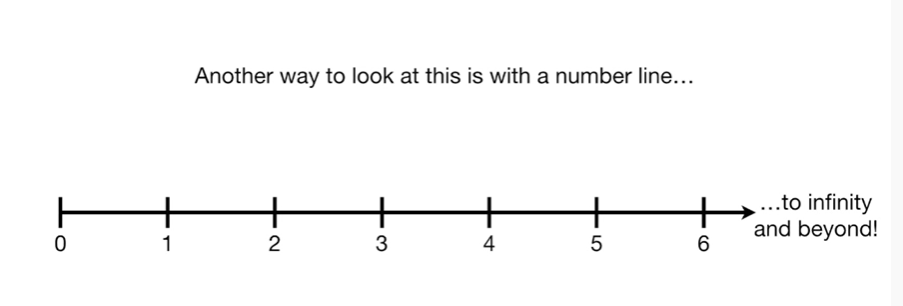 Another way to look at this is with a number line…
…to infinity
and beyond!
0 1 2 3 4 5 6